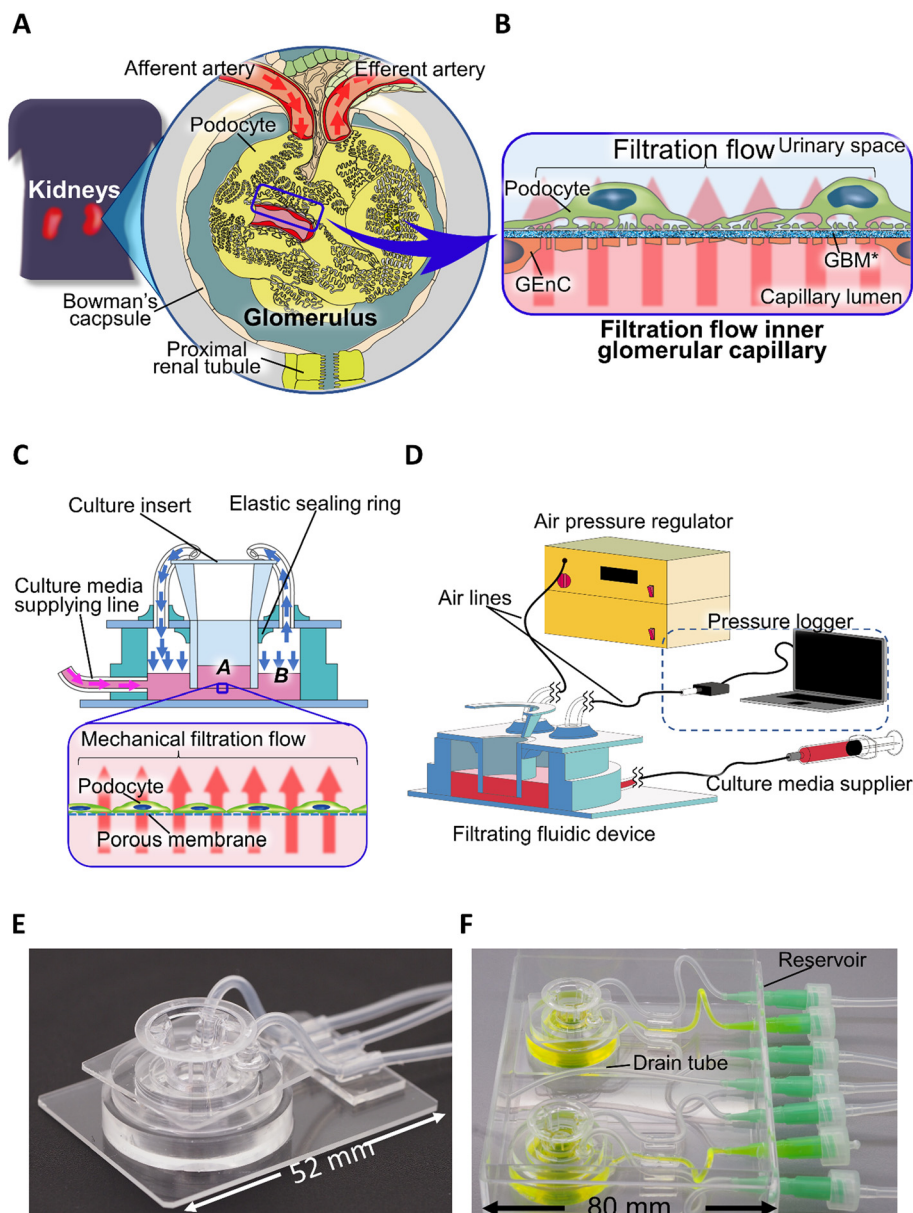 A
Afferent artery
Efferent artery
Podocyte
Kidneys
Bowman's
cacpsule
Glomerulus
Proximal
renal tubule
B
Filtration flow
Urinary space
Podocyte
GEnC
GBM*
Capillary lumen
Filtration flow inner
glomerular capillary
C
Culture insert
Elastic sealing ring
Culture media
supplying line
A
B
Mechanical filtration flow
Podocyte
Porous membrane
D
Air pressure regulator
Air lines
Pressure logger
Culture media supplier
Filtrating fluidic device
E
52 mm
F
Reservoir
Drain tube
80 mm